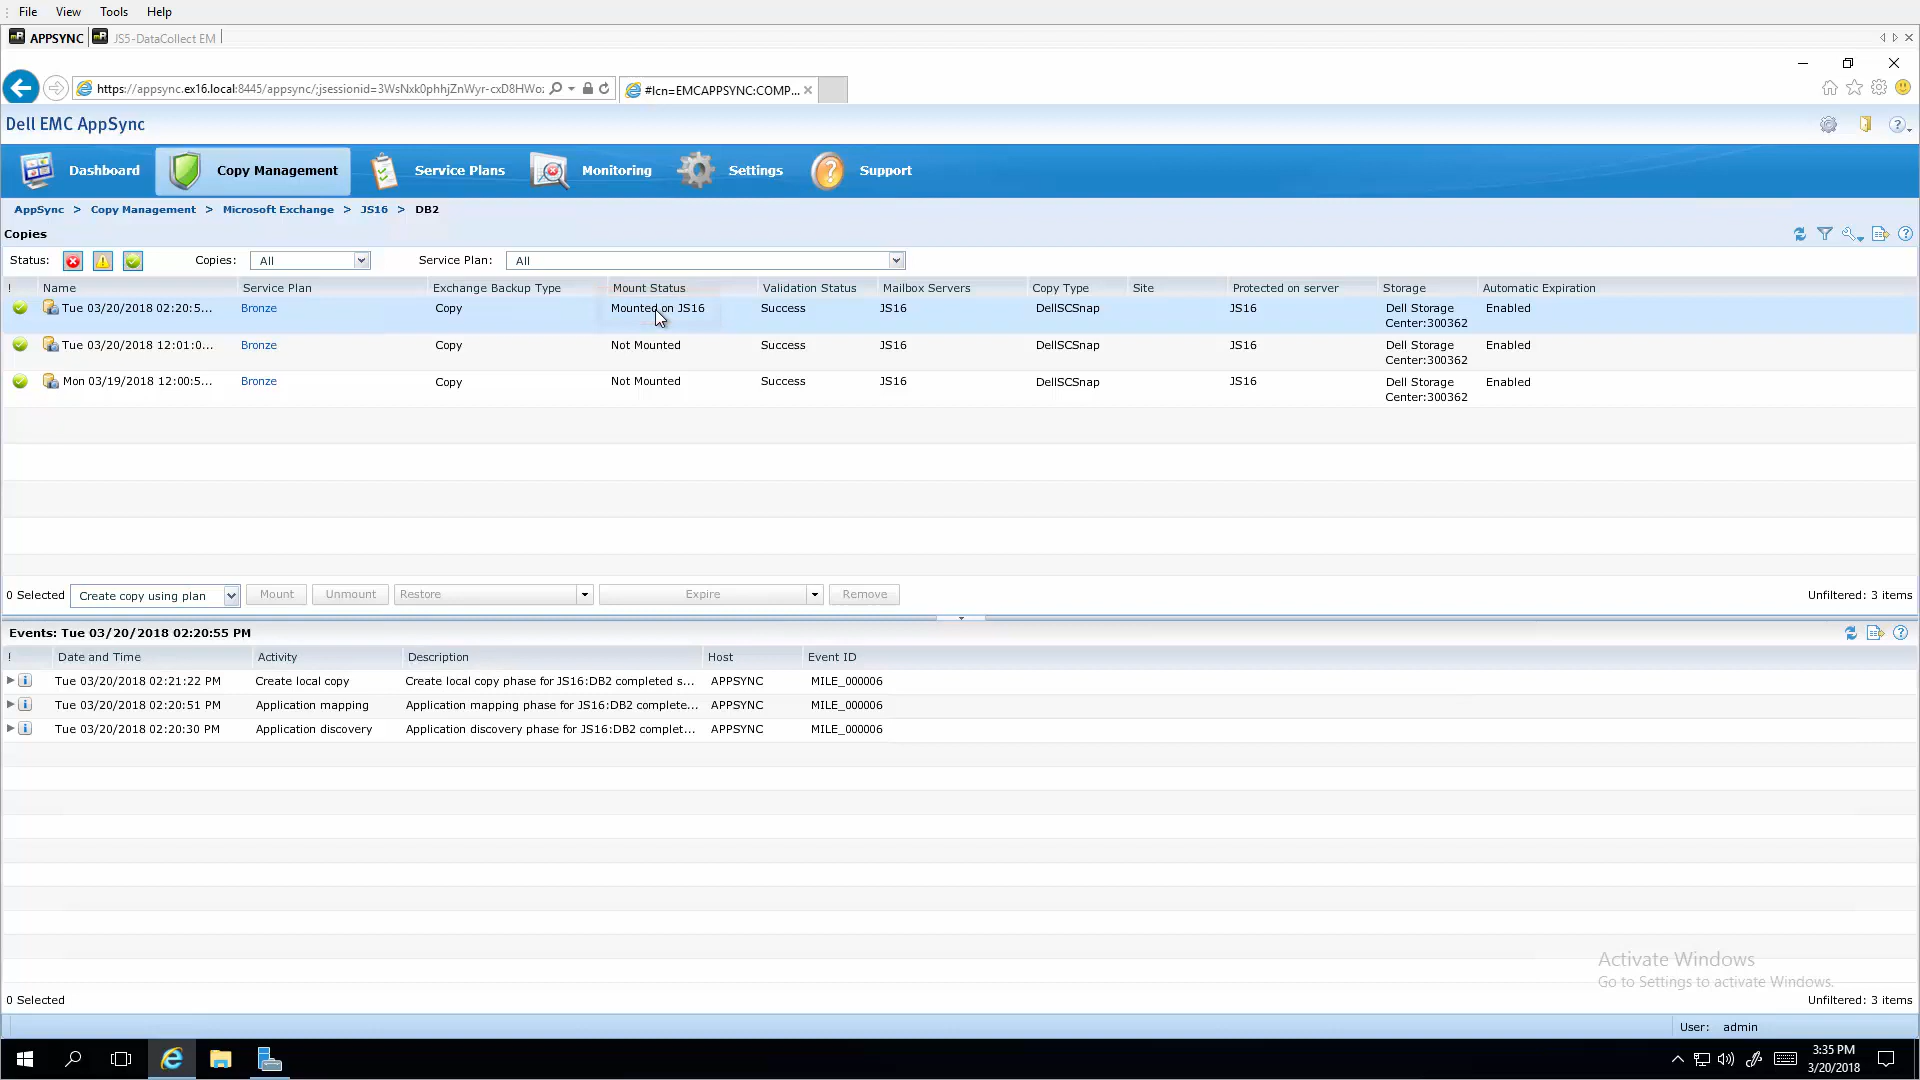 File View Tools Help
APPSYNC JS5-DataCollect EM
https://appsync.ex16.local:8445/appsync/;jsessionid=3WsNxk0phhjZnWyr-cxD8HWo: #lcn=EMCAPPSYNC:COMP...
Dell EMC AppSync
Dashboard Copy Management Service Plans Monitoring Settings Support
AppSync > Copy Management > Microsoft Exchange > JS16 > DB2
Copies
Status: Copies: All Service Plan: All
! Name Service Plan Exchange Backup Type Mount Status Validation Status Mailbox Servers Copy Type Site Protected on server Storage Automatic Expiration
Tue 03/20/2018 02:20:5... Bronze Copy Mounted on JS16 Success JS16 DellSCSnap JS16 Dell Storage Enabled
Center:300362
Tue 03/20/2018 12:01:0... Bronze Copy Not Mounted Success JS16 DellSCSnap JS16 Dell Storage Enabled
Center:300362
Mon 03/19/2018 12:00:5... Bronze Copy Not Mounted Success JS16 DellSCSnap JS16 Dell Storage Enabled
Center:300362
0 Selected Create copy using plan Mount Unmount Restore Expire Remove Unfiltered: 3 items
Events: Tue 03/20/2018 02:20:55 PM
! Date and Time Activity Description Host Event ID
Tue 03/20/2018 02:21:22 PM Create local copy Create local copy phase for JS16:DB2 completed s... APPSYNC MILE_000006
Tue 03/20/2018 02:20:51 PM Application mapping Application mapping phase for JS16:DB2 complete... APPSYNC MILE_000006
Tue 03/20/2018 02:20:30 PM Application discovery Application discovery phase for JS16:DB2 complet... APPSYNC MILE_000006
Activate Windows
Go to Settings to activate Windows.
0 Selected Unfiltered: 3 items
User: admin
3:35 PM
3/20/2018